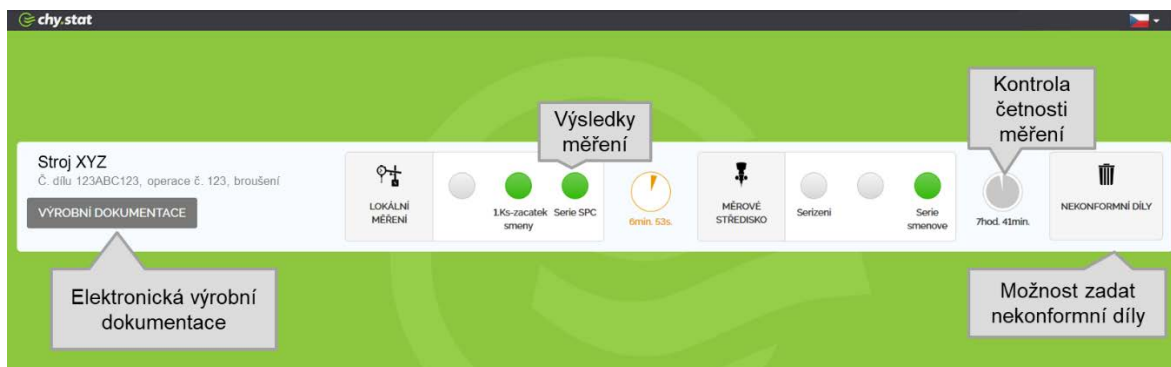 chy.stat
Kontrola
četnosti
měření
Výsledky
měření
Stroj XYZ
Č. dílu 123ABC123, operace č. 123, broušení
VÝROBNÍ DOKUMENTACE
LOKÁLNÍ
MĚŘENÍ
1.Ks-zacatek
smeny
Serie SPC
6min. 53s.
MĚROVÉ
STŘEDISKO
Serizeni
Serie
smenove
7hod. 41min.
NEKONFORMNÍ DÍLY
Elektronická výrobní
dokumentace
Možnost zadat
nekonformní díly